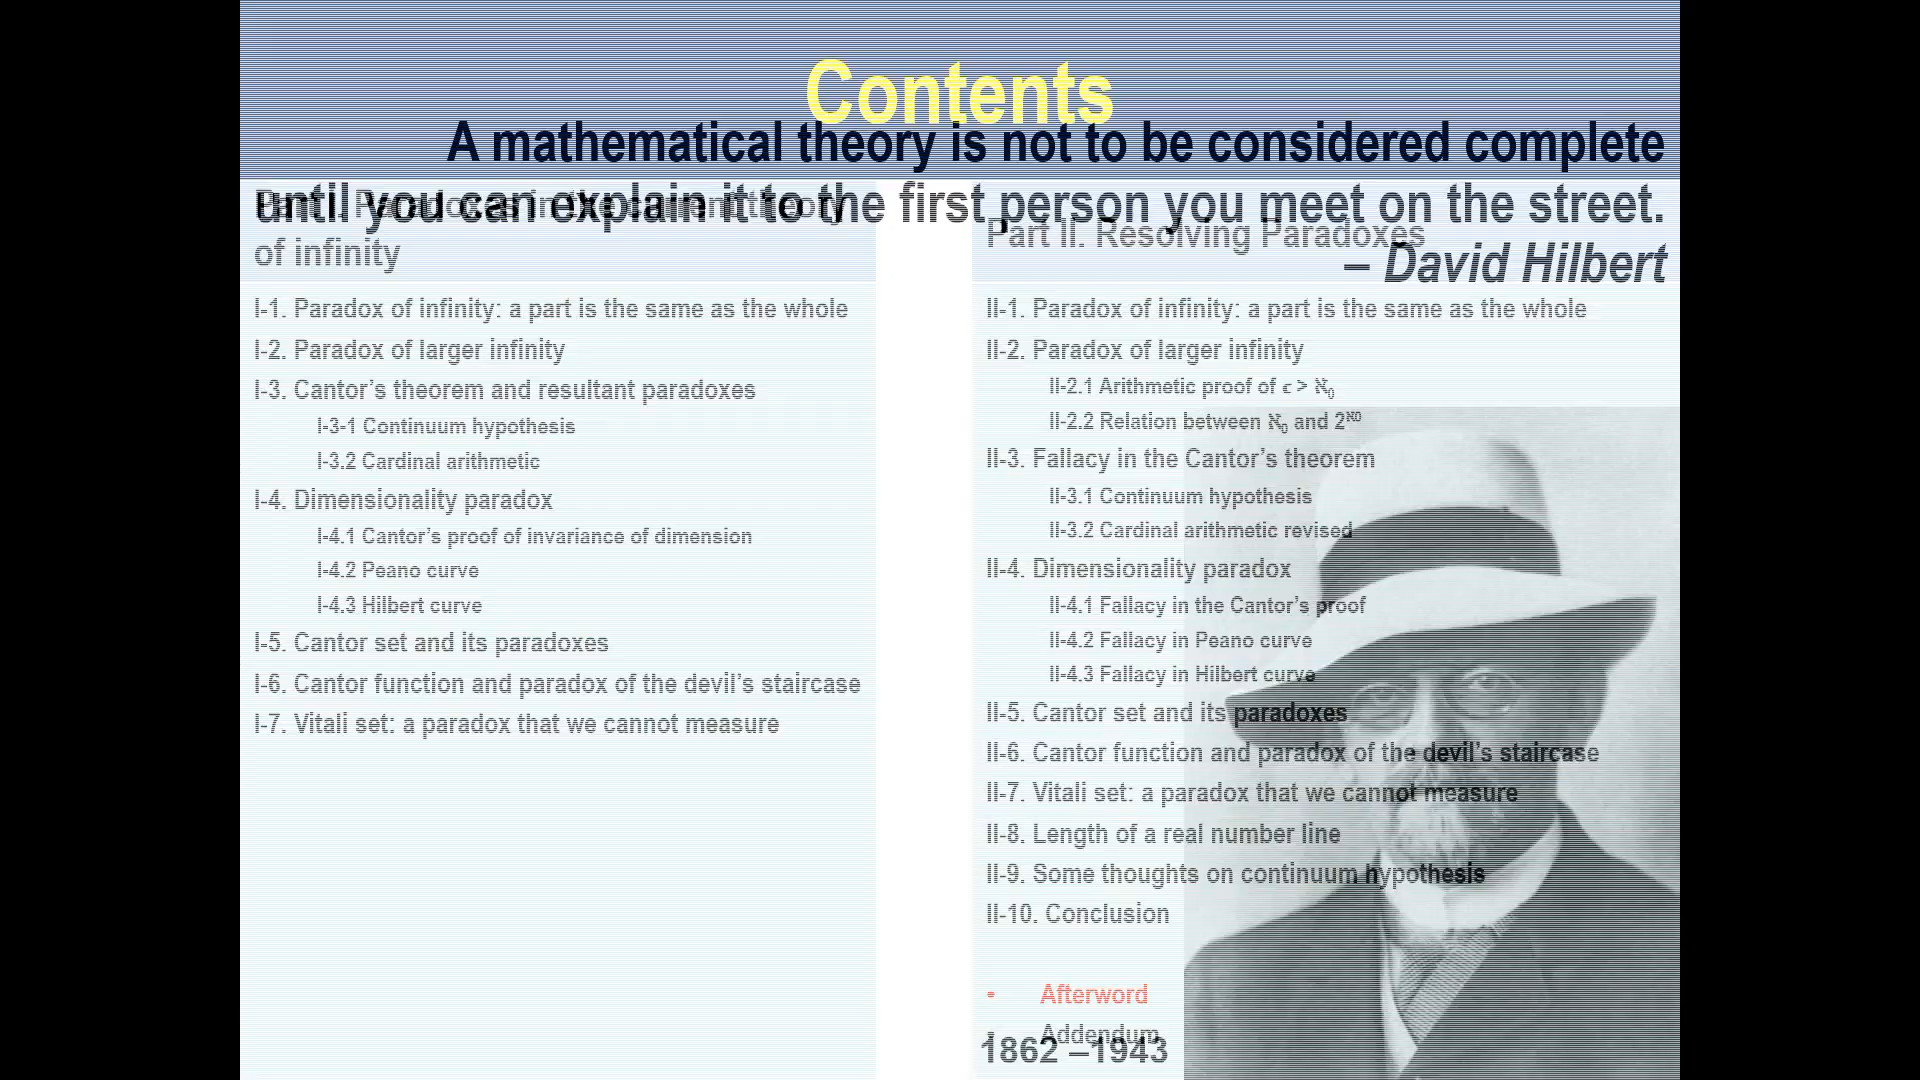 Contents
A mathematical theory is not to be considered complete
until you can explain it to the first person you meet on the street.
– David Hilbert
Part I. Paradoxes in the current theory
of infinity
I-1. Paradox of infinity: a part is the same as the whole
I-2. Paradox of larger infinity
I-3. Cantor’s theorem and resultant paradoxes
I-3-1 Continuum hypothesis
I-3.2 Cardinal arithmetic
I-4. Dimensionality paradox
I-4.1 Cantor’s proof of invariance of dimension
I-4.2 Peano curve
I-4.3 Hilbert curve
I-5. Cantor set and its paradoxes
I-6. Cantor function and paradox of the devil’s staircase
I-7. Vitali set: a paradox that we cannot measure
Part II. Resolving Paradoxes
II-1. Paradox of infinity: a part is the same as the whole
II-2. Paradox of larger infinity
II-2.1 Arithmetic proof of 𝔠 > ℵ0
II-2.2 Relation between ℵ0 and 2^ℵ0
II-3. Fallacy in the Cantor’s theorem
II-3.1 Continuum hypothesis
II-3.2 Cardinal arithmetic revised
II-4. Dimensionality paradox
II-4.1 Fallacy in the Cantor’s proof
II-4.2 Fallacy in Peano curve
II-4.3 Fallacy in Hilbert curve
II-5. Cantor set and its paradoxes
II-6. Cantor function and paradox of the devil’s staircase
II-7. Vitali set: a paradox that we cannot measure
II-8. Length of a real number line
II-9. Some thoughts on continuum hypothesis
II-10. Conclusion
• Afterword
• Addendum
1862 –1943